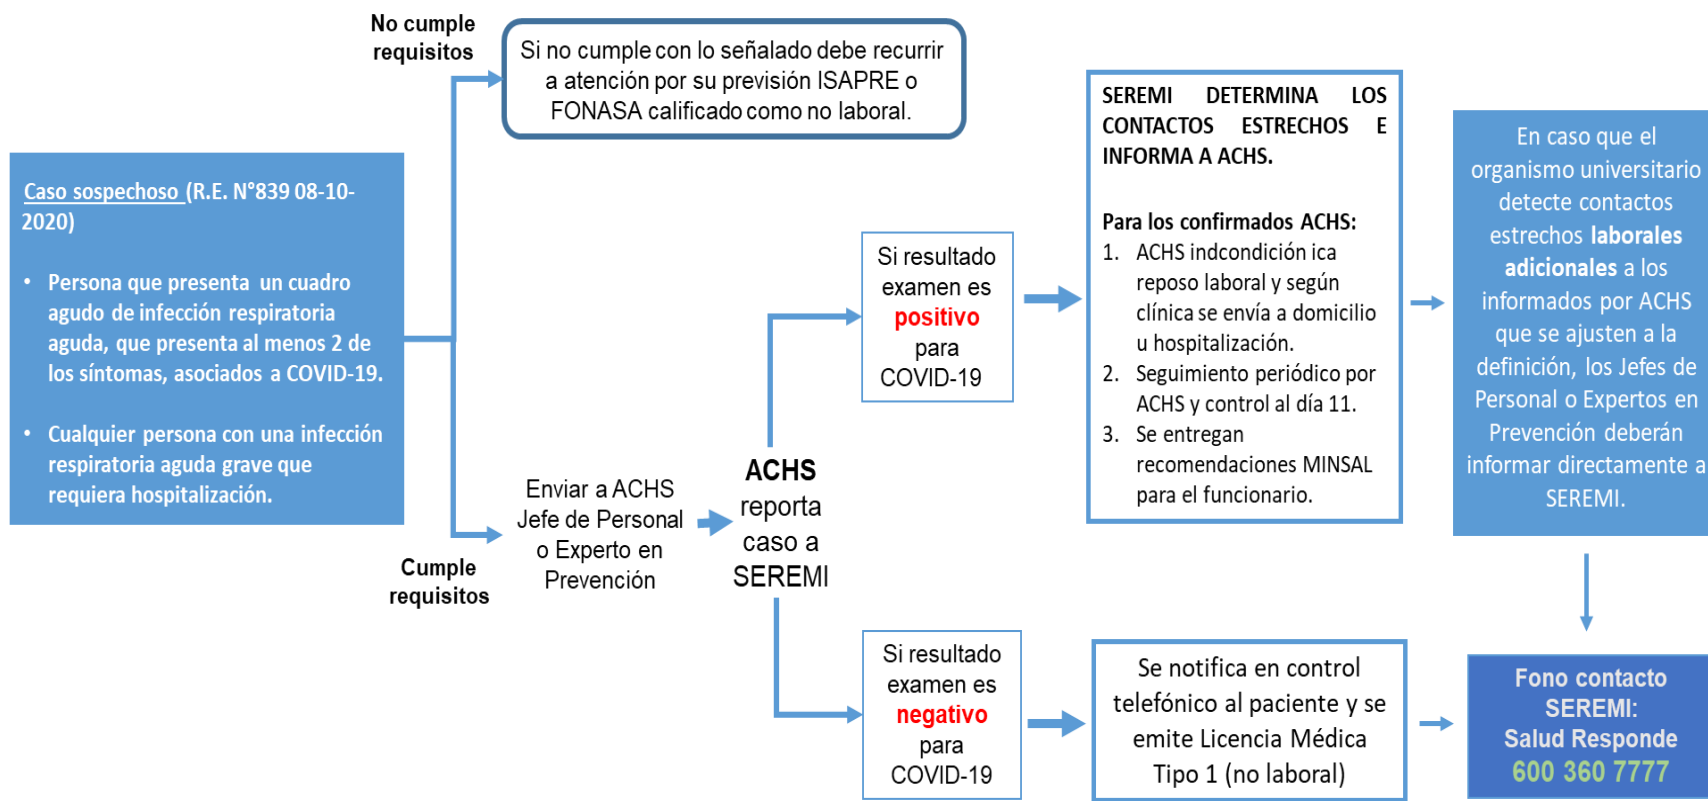 No cumple
requisitos
Si no cumple con lo señalado debe recurrir
a atención por su previsión ISAPRE o
FONASA calificado como no laboral.
Caso sospechoso (R.E. N°839 08-10-
2020)
• Persona que presenta un cuadro
agudo de infección respiratoria
aguda, que presenta al menos 2 de
los síntomas, asociados a COVID-19.
• Cualquier persona con una infección
respiratoria aguda grave que
requiera hospitalización.
Cumple
requisitos
Enviar a ACHS
Jefe de Personal
o Experto en
Prevención
ACHS
reporta
caso a
SEREMI
Si resultado
examen es
positivo
para
COVID-19
SEREMI DETERMINA LOS
CONTACTOS ESTRECHOS E
INFORMA A ACHS.
Para los confirmados ACHS:
1. ACHS indcondición ica
reposo laboral y según
clínica se envía a domicilio
u hospitalización.
2. Seguimiento periódico por
ACHS y control al día 11.
3. Se entregan
recomendaciones MINSAL
para el funcionario.
En caso que el
organismo universitario
detecte contactos
estrechos laborales
adicionales a los
informados por ACHS
que se ajusten a la
definición, los Jefes de
Personal o Expertos en
Prevención deberán
informar directamente a
SEREMI.
Si resultado
examen es
negativo
para
COVID-19
Se notifica en control
telefónico al paciente y se
emite Licencia Médica
Tipo 1 (no laboral)
Fono contacto
SEREMI:
Salud Responde
600 360 7777